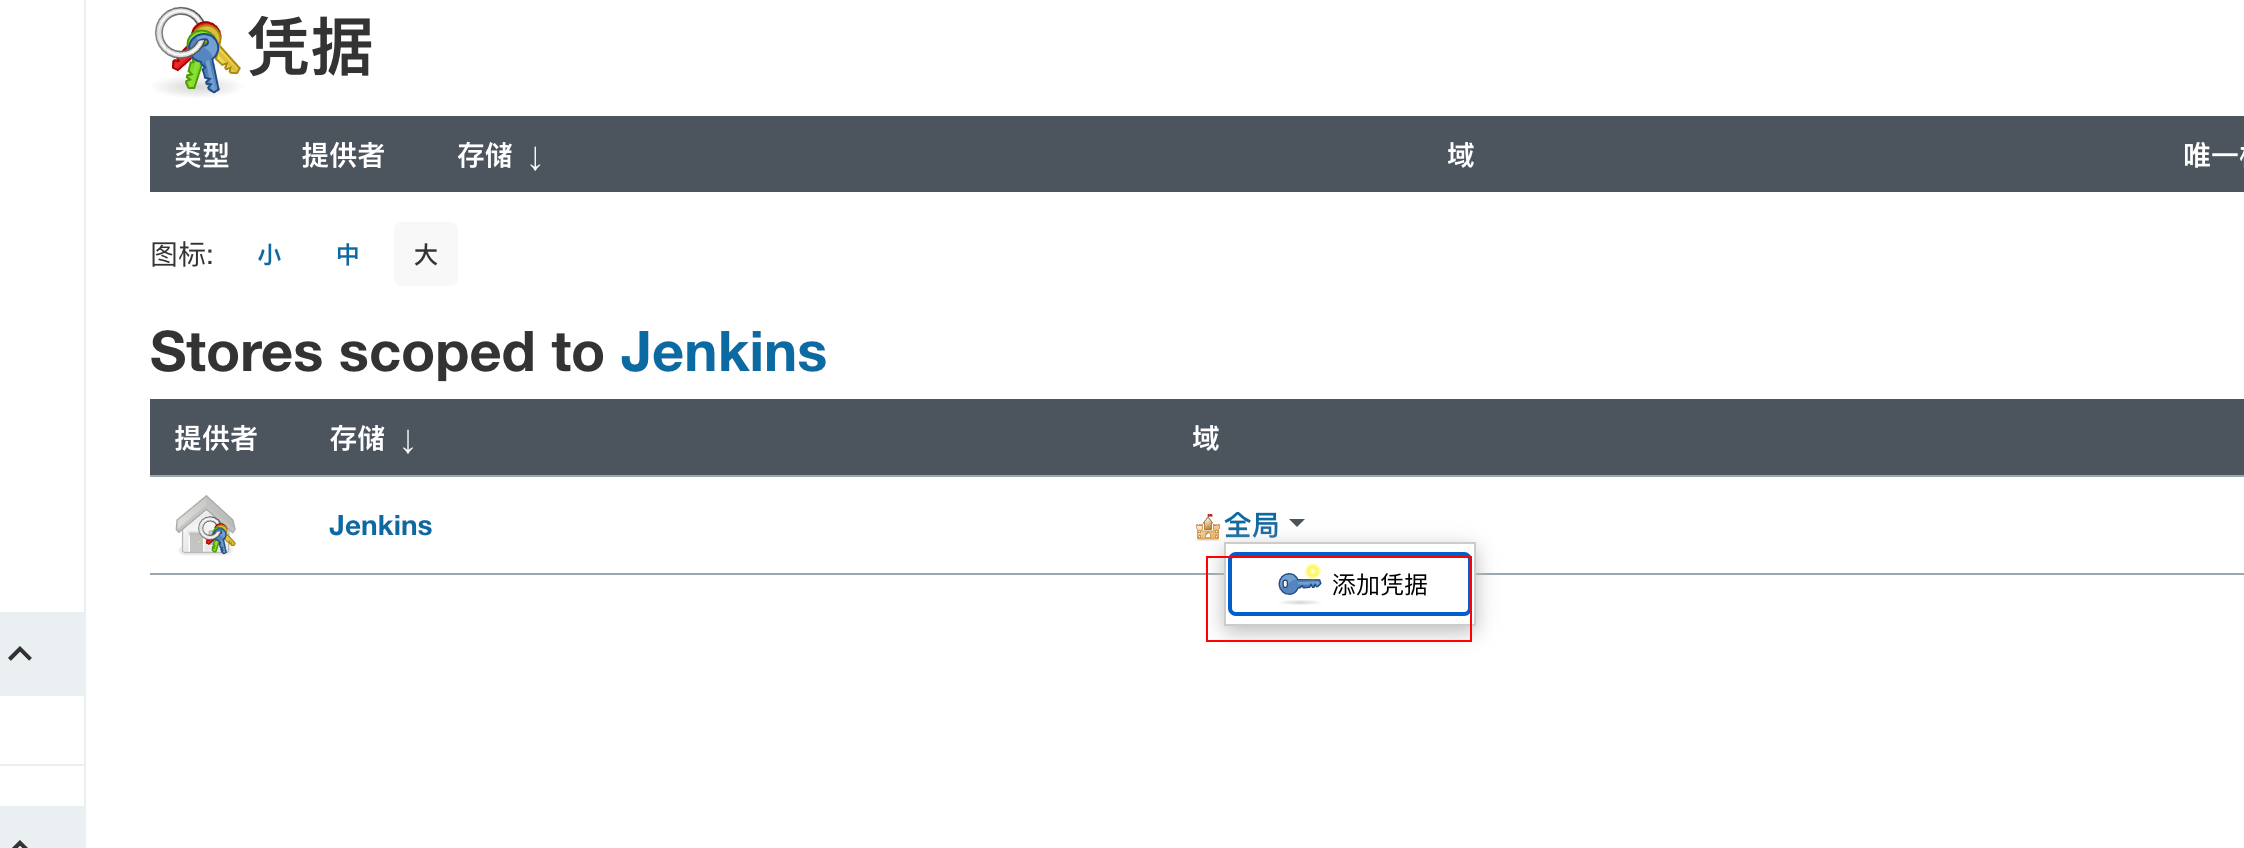 凭据
类型 提供者 存储 ↓ 域 唯一
图标: 小 中 大
Stores scoped to Jenkins
提供者 存储 ↓ 域
Jenkins 全局
添加凭据